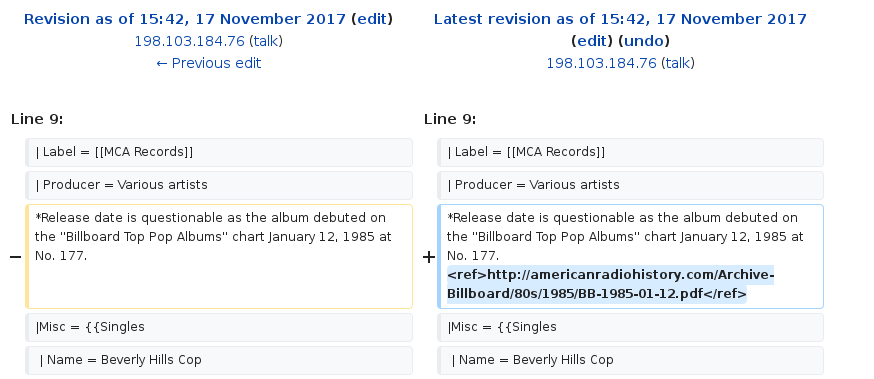 Revision as of 15:42, 17 November 2017 (edit)
198.103.184.76 (talk)
← Previous edit
Latest revision as of 15:42, 17 November 2017
(edit) (undo)
198.103.184.76 (talk)
Line 9:
Line 9:
| Label = [[MCA Records]]
| Label = [[MCA Records]]
| Producer = Various artists
| Producer = Various artists
− *Release date is questionable as the album debuted on
the ''Billboard Top Pop Albums'' chart January 12, 1985 at
No. 177.
+ *Release date is questionable as the album debuted on
the ''Billboard Top Pop Albums'' chart January 12, 1985 at
No. 177.
<ref>http://americanradiohistory.com/Archive-
Billboard/80s/1985/BB-1985-01-12.pdf</ref>
|Misc = {{Singles
|Misc = {{Singles
| Name = Beverly Hills Cop
| Name = Beverly Hills Cop